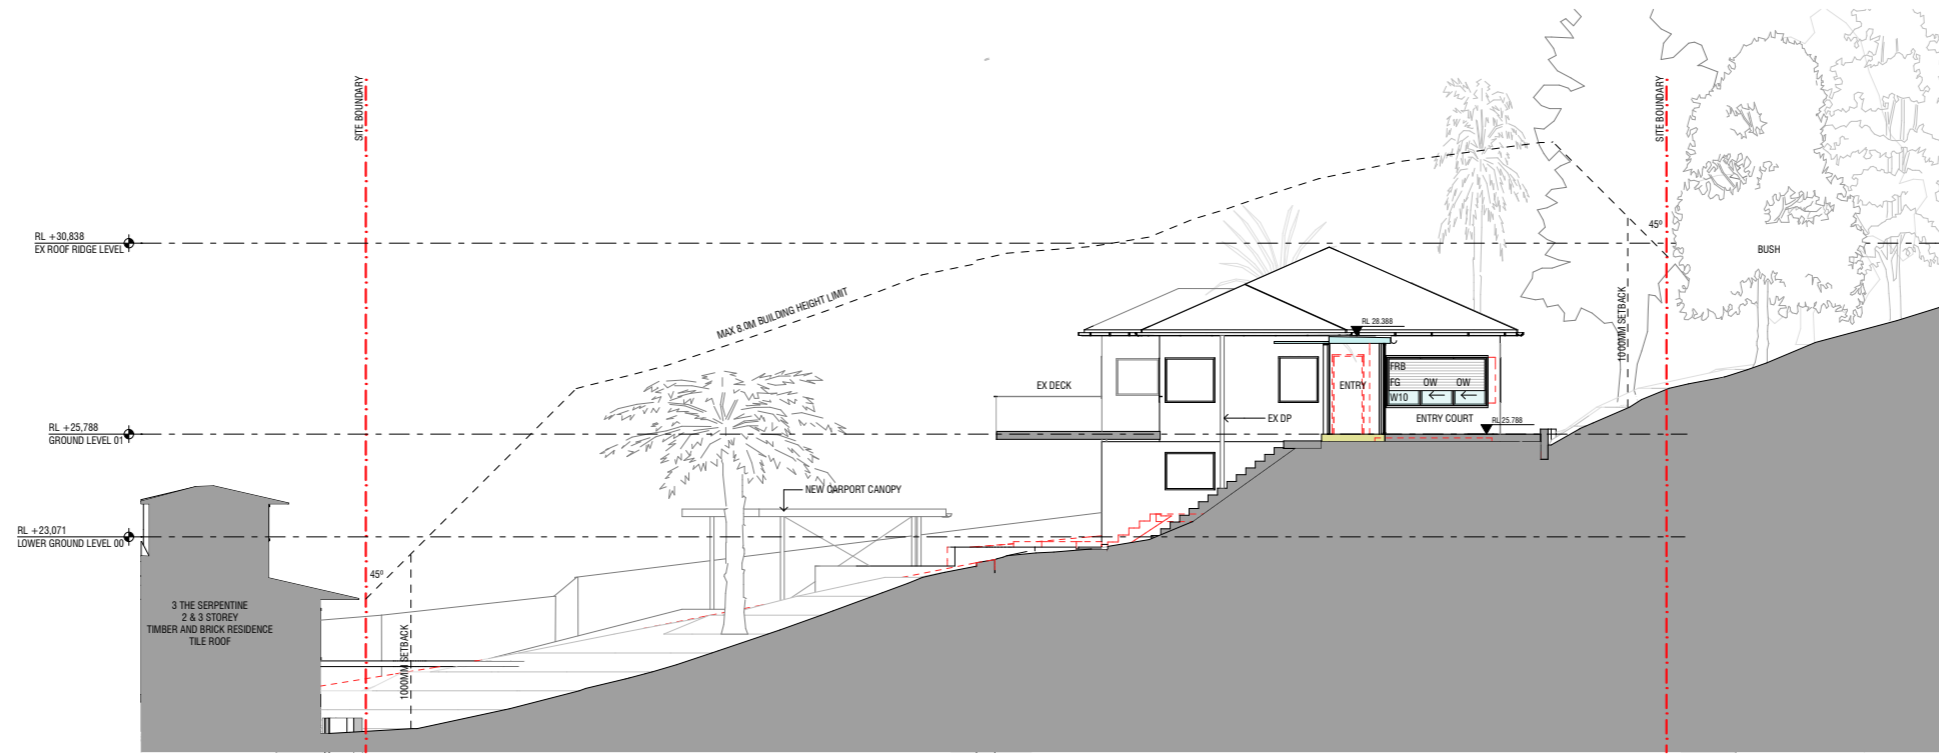 SITE BOUNDARY
SITE BOUNDARY
RL +30,838
EX ROOF RIDGE LEVEL
45º
BUSH
MAX 8.0M BUILDING HEIGHT LIMIT
1000MM SETBACK
RL 28.388
EX DECK
ENTRY
FRB
FG
OW
OW
W10
EX DP
ENTRY COURT
RL 25.788
RL +25,788
GROUND LEVEL 01
NEW CARPORT CANOPY
RL +23,071
LOWER GROUND LEVEL 00
45º
3 THE SERPENTINE
2 & 3 STOREY
TIMBER AND BRICK RESIDENCE
TILE ROOF
1000MM SETBACK